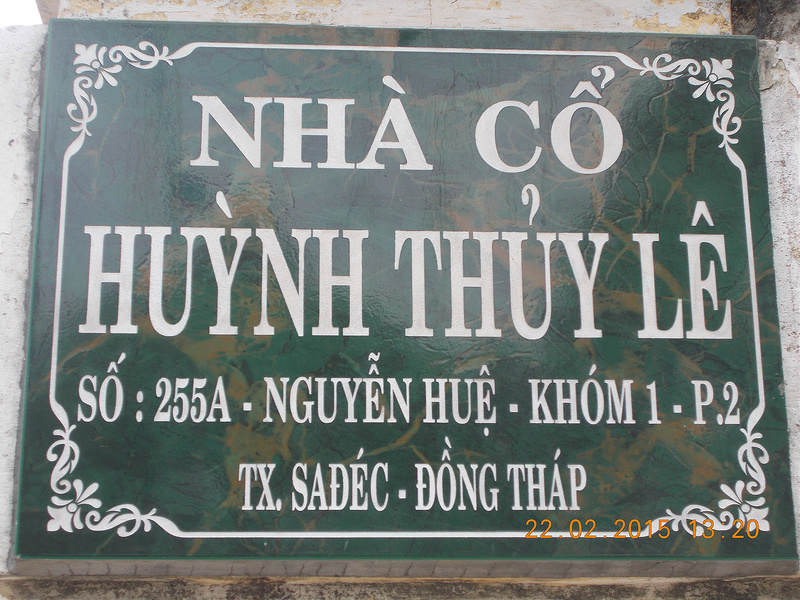 NHÀ CỔ
HUỲNH THỦY LÊ
SỐ : 255A - NGUYỄN HUỆ - KHÓM 1 - P.2
TX. SAĐÉC - ĐỒNG THÁP
22.02.2015 13:20